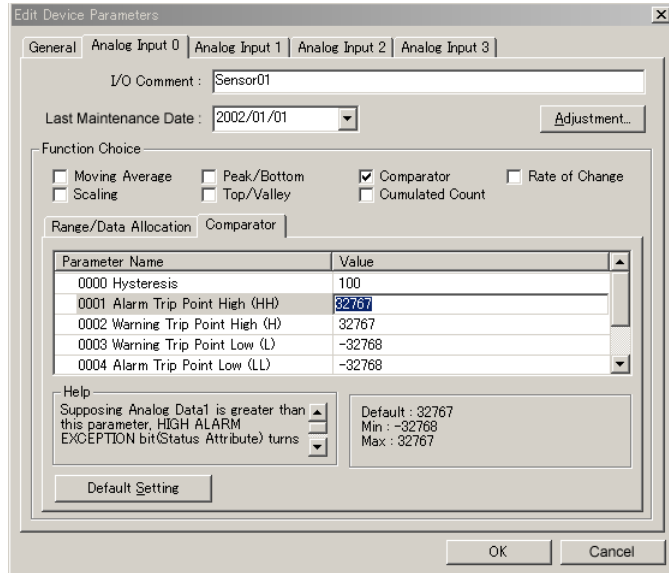 Edit Device Parameters
General Analog Input 0 Analog Input 1 Analog Input 2 Analog Input 3
I/O Comment : Sensor01
Last Maintenance Date : 2002/01/01 Adjustment...
Function Choice
Moving Average Peak/Bottom Comparator Rate of Change
Scaling Top/Valley Cumulated Count
Range/Data Allocation Comparator
Parameter Name Value
0000 Hysteresis 100
0001 Alarm Trip Point High (HH) 32767
0002 Warning Trip Point High (H) 32767
0003 Warning Trip Point Low (L) -32768
0004 Alarm Trip Point Low (LL) -32768
Help
Supposing Analog Data1 is greater than
this parameter, HIGH ALARM
EXCEPTION bit(Status Attribute) turns
Default : 32767
Min : -32768
Max : 32767
Default Setting
OK Cancel